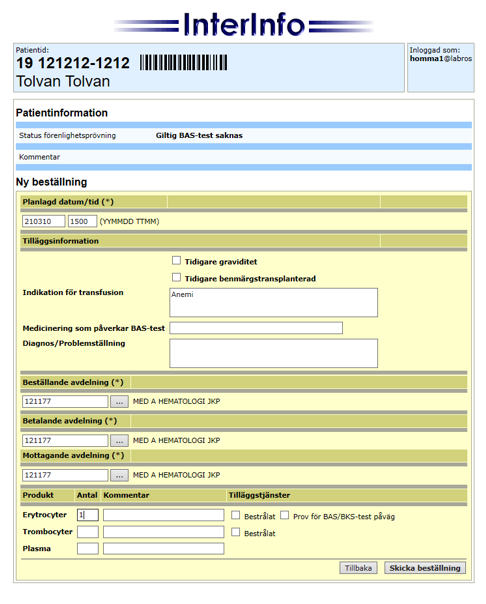 InterInfo
Patientid:
19 121212-1212
Tolvan Tolvan
Inloggad som:
homma1@labros
Patientinformation
Status förenlighetsprövning Giltig BAS-test saknas
Kommentar
Ny beställning
Planlagd datum/tid (*)
210310 1500 (YYMMDD TTMM)
Tilläggsinformation
Tidigare graviditet
Tidigare benmärgstransplanterad
Indikation för transfusion Anemi
Medicinering som påverkar BAS-test
Diagnos/Problemställning
Beställande avdelning (*)
121177 ... MED A HEMATOLOGI JKP
Betalande avdelning (*)
121177 ... MED A HEMATOLOGI JKP
Mottagande avdelning (*)
121177 ... MED A HEMATOLOGI JKP
Produkt Antal Kommentar Tilläggstjänster
Erytrocyter 1 Bestrålat Prov för BAS/BKS-test påväg
Trombocyter Bestrålat
Plasma
Tillbaka Skicka beställning